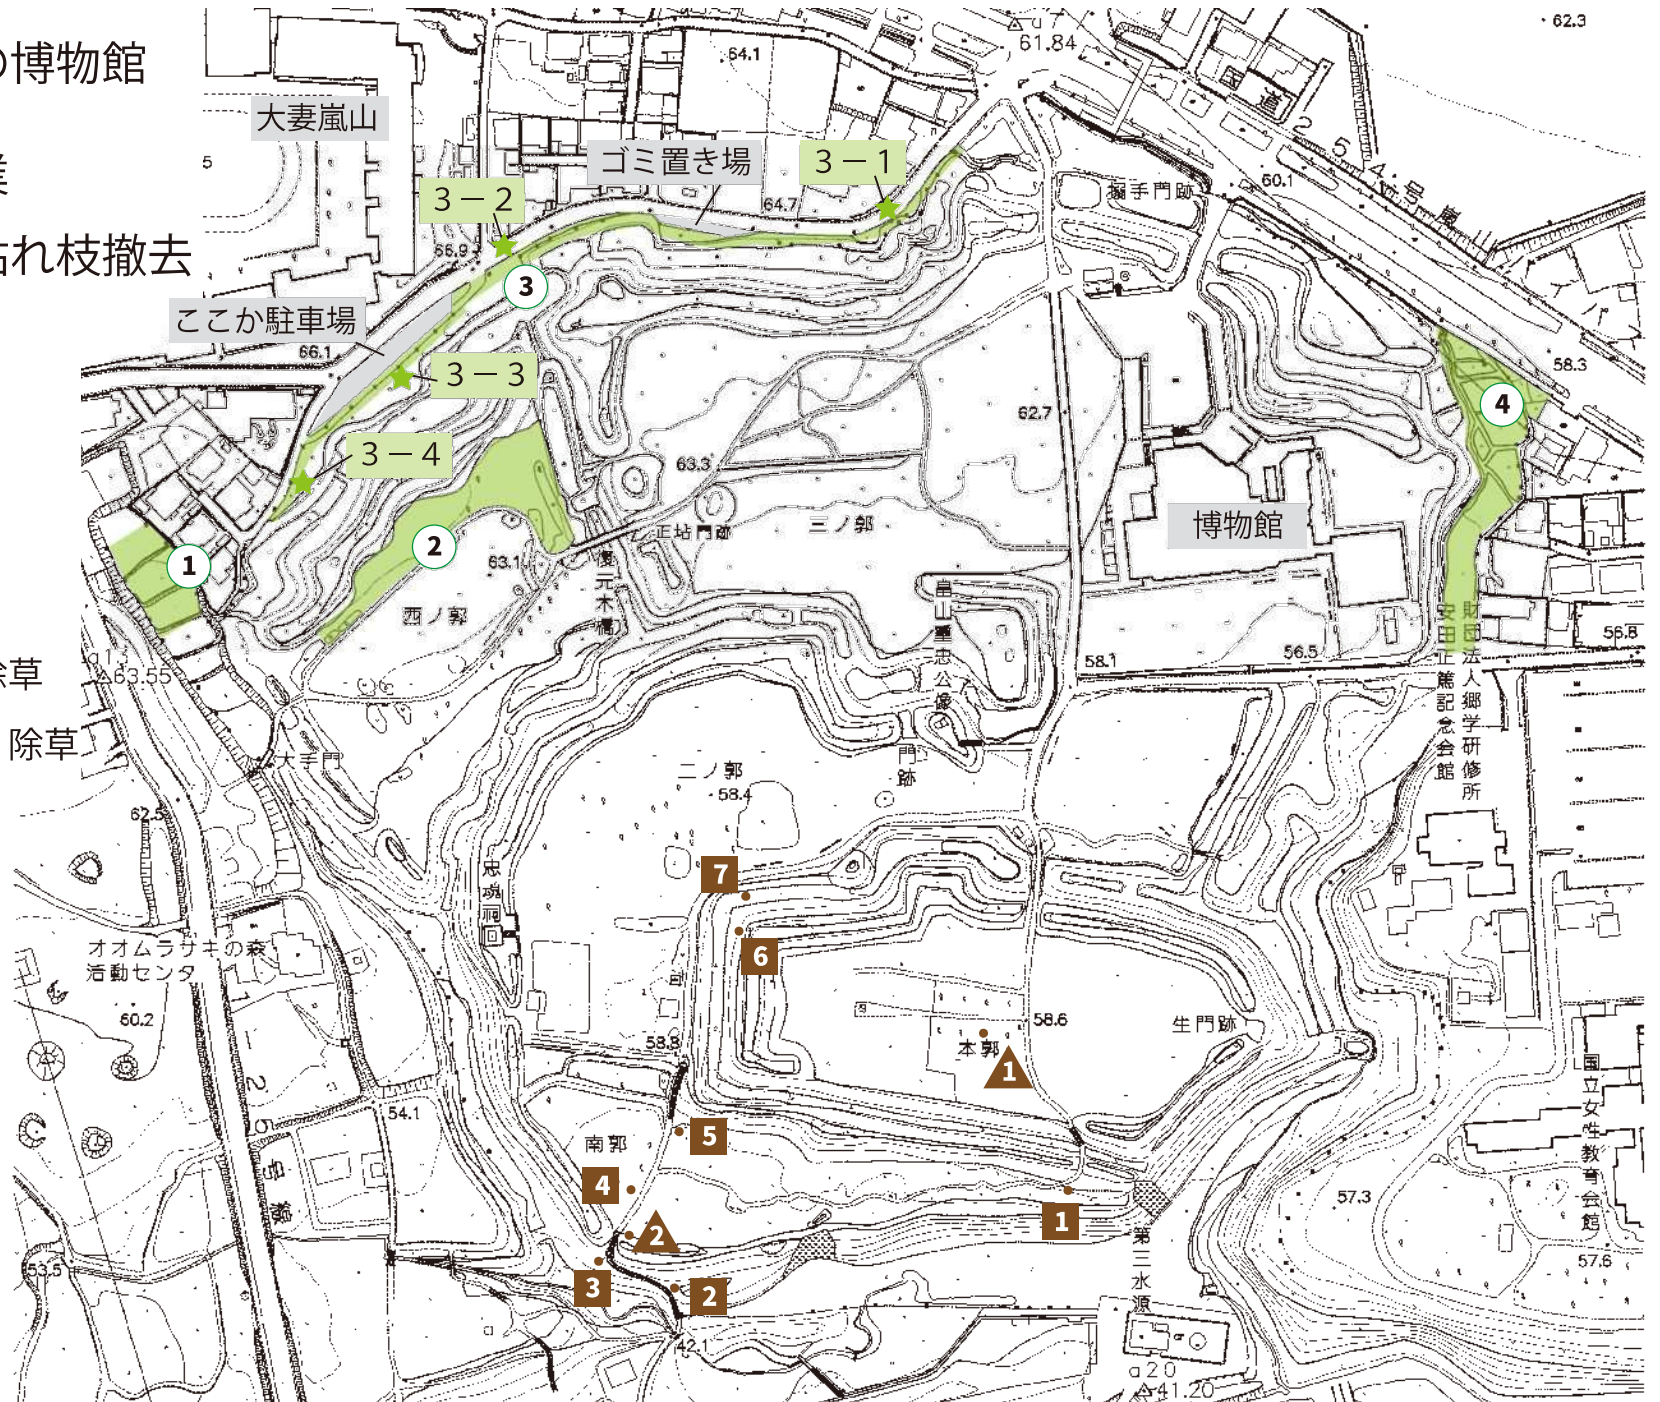 の博物館
業
枯れ枝撤去
除草
除草
大妻嵐山
ゴミ置き場
3－1
3－2
3
ここか駐車場
3－3
3－4
1
2
4
博物館
国道254号嵐山
搦手門跡
正坫門跡
三ノ郭
西ノ郭
復元木橋
畠山重忠公像
財団法人郷学研修所
安田正篤記念会館
大手門
二ノ郭
門跡
忠魂祠
オオムラサキの森
活動センタ
本郭
生門跡
南郭
第三水源
国立女性教育会館
号線
7
6
5
4
3
2
1
1
2
62.3
61.84
64.1
60.1
64.7
66.9
66.1
58.3
62.7
63.3
63.1
56.8
56.5
58.1
63.55
58.4
62.5
60.2
58.6
58.8
54.1
57.3
57.6
53.5
42.1
a20
41.20